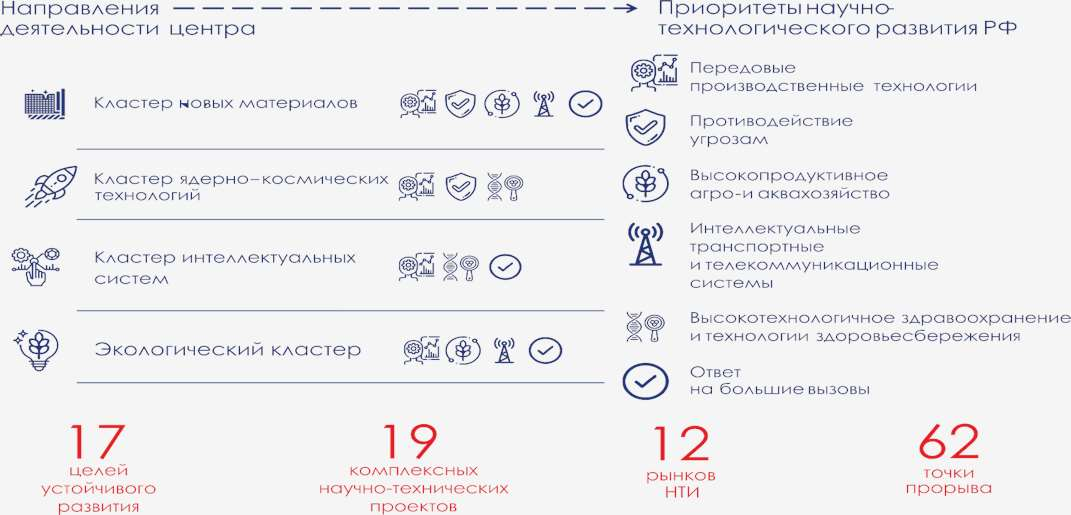 Направления
деятельности центра
Приоритеты научно-
технологического развития РФ
Кластер новых материалов
Кластер ядерно-космических
технологий
Кластер интеллектуальных
систем
Экологический кластер
Передовые
производственные технологии
Противодействие
угрозам
Высокопродуктивное
агро-и аквахозяйство
Интеллектуальные
транспортные
и телекоммуникационные
системы
Высокотехнологичное здравоохранение
и технологии здоровьесбережения
Ответ
на большие вызовы
17
целей
устойчивого
развития
19
комплексных
научно-технических
проектов
12
рынков
НТИ
62
точки
прорыва